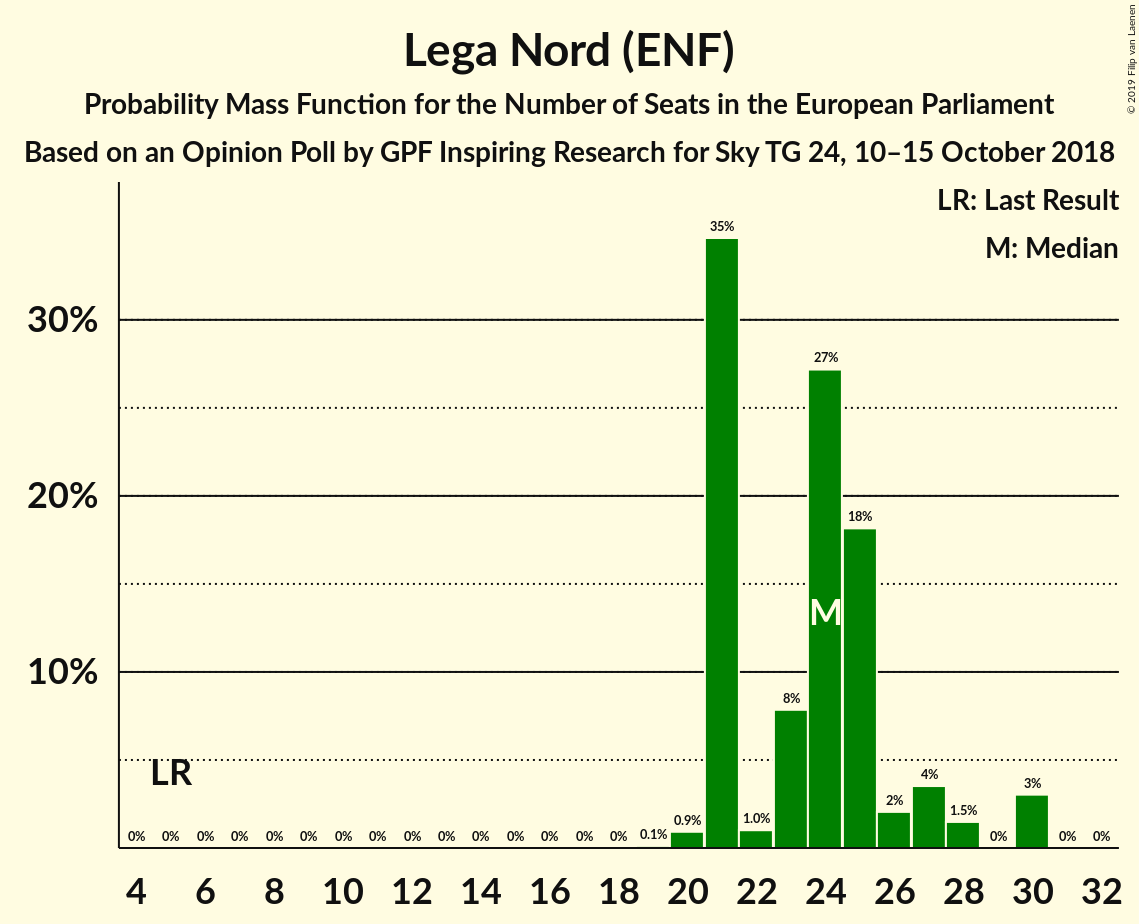 Lega Nord (ENF)
Probability Mass Function for the Number of Seats in the European Parliament
Based on an Opinion Poll by GPF Inspiring Research for Sky TG 24, 10–15 October 2018
© 2019 Filip van Laenen
LR: Last Result
M: Median
30%
20%
10%
0% 0% 0% 0% 0% 0% 0% 0% 0% 0% 0% 0% 0% 0% 0% 0.1% 0.9% 35% 1.0% 8% 27% 18% 2% 4% 1.5% 0% 3% 0% 0%
LR
M
4 6 8 10 12 14 16 18 20 22 24 26 28 30 32